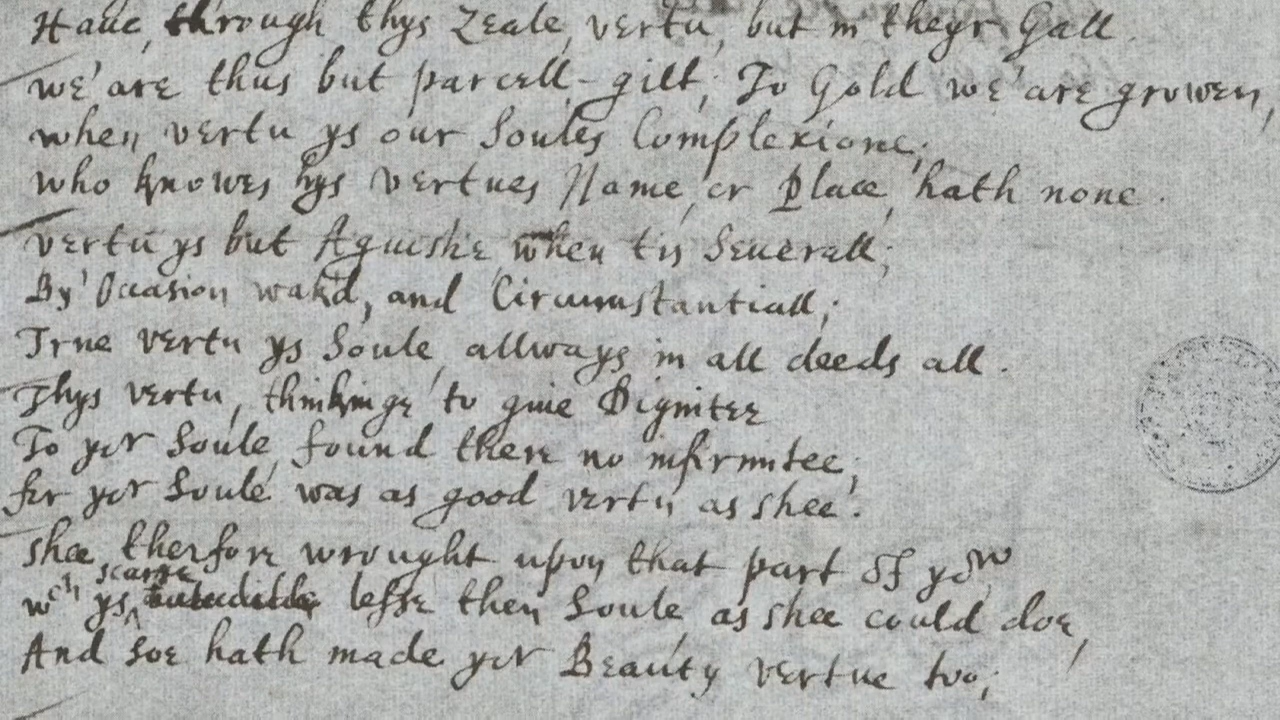 Haue, through thys Zeale, vertu, but in theyr Gall.
we'are thus but parcell-gilt; To Gold we'are growen,
when vertu ys our Soules Complexione;
who knowes hys Vertues Name, or Place, hath none.
vertu ys but Aguishe, when tis Seuerall;
By'Occasion wak'd, and Circumstantiall;
True vertu ys Soule, allways in all deeds all.
Thys vertu, thinkinge to giue Dignitee
To yor Soule, found there no infirmitee;
for yor Soule was as good vertu as shee.
shee therfore wrought upon that part of yow
scarse
wch ys lesse then Soule, as shee could doe,
And soe hath made yor Beauty vertue too;